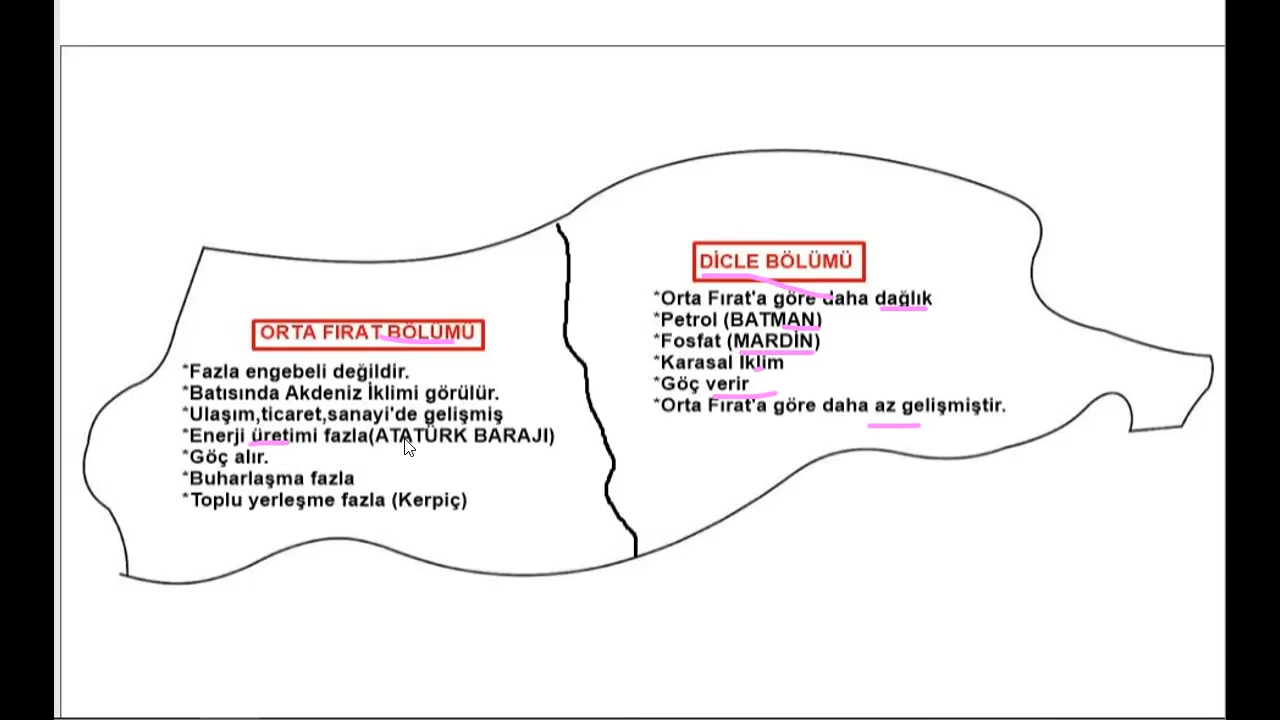 ORTA FIRAT BÖLÜMÜ
*Fazla engebeli değildir.
*Batısında Akdeniz İklimi görülür.
*Ulaşım,ticaret,sanayi'de gelişmiş
*Enerji üretimi fazla(ATATÜRK BARAJI)
*Göç alır.
*Buharlaşma fazla
*Toplu yerleşme fazla (Kerpiç)
DİCLE BÖLÜMÜ
*Orta Fırat'a göre daha dağlık
*Petrol (BATMAN)
*Fosfat (MARDİN)
*Karasal İklim
*Göç verir
*Orta Fırat'a göre daha az gelişmiştir.